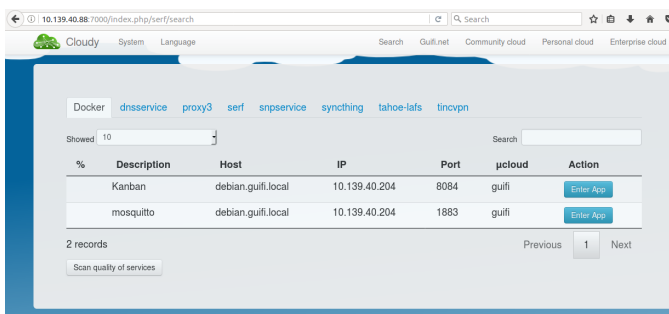 10.139.40.88:7000/index.php/serf/search Search
Cloudy System Language Search Guifi.net Community cloud Personal cloud Enterprise cloud
Docker dnsservice proxy3 serf snpservice syncthing tahoe-lafs tincvpn
Showed 10 Search
% Description Host IP Port µcloud Action
Kanban debian.guifi.local 10.139.40.204 8084 guifi Enter App
mosquitto debian.guifi.local 10.139.40.204 1883 guifi Enter App
2 records Previous 1 Next
Scan quality of services